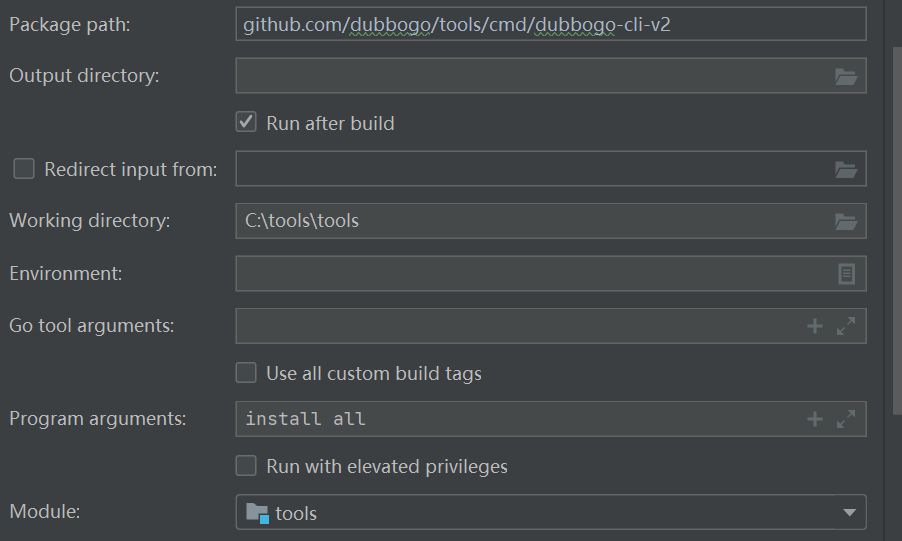 Package path: github.com/dubbogo/tools/cmd/dubbogo-cli-v2
Output directory:
Run after build
Redirect input from:
Working directory: C:\tools\tools
Environment:
Go tool arguments:
Use all custom build tags
Program arguments: install all
Run with elevated privileges
Module: tools